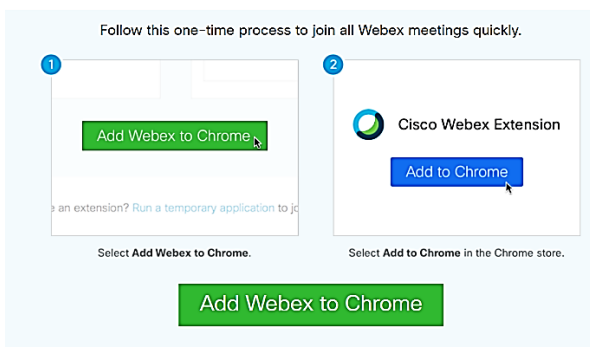 Follow this one-time process to join all Webex meetings quickly.
1
2
Add Webex to Chrome
Cisco Webex Extension
Add to Chrome
e an extension? Run a temporary application to jo
Select Add Webex to Chrome.
Select Add to Chrome in the Chrome store.
Add Webex to Chrome